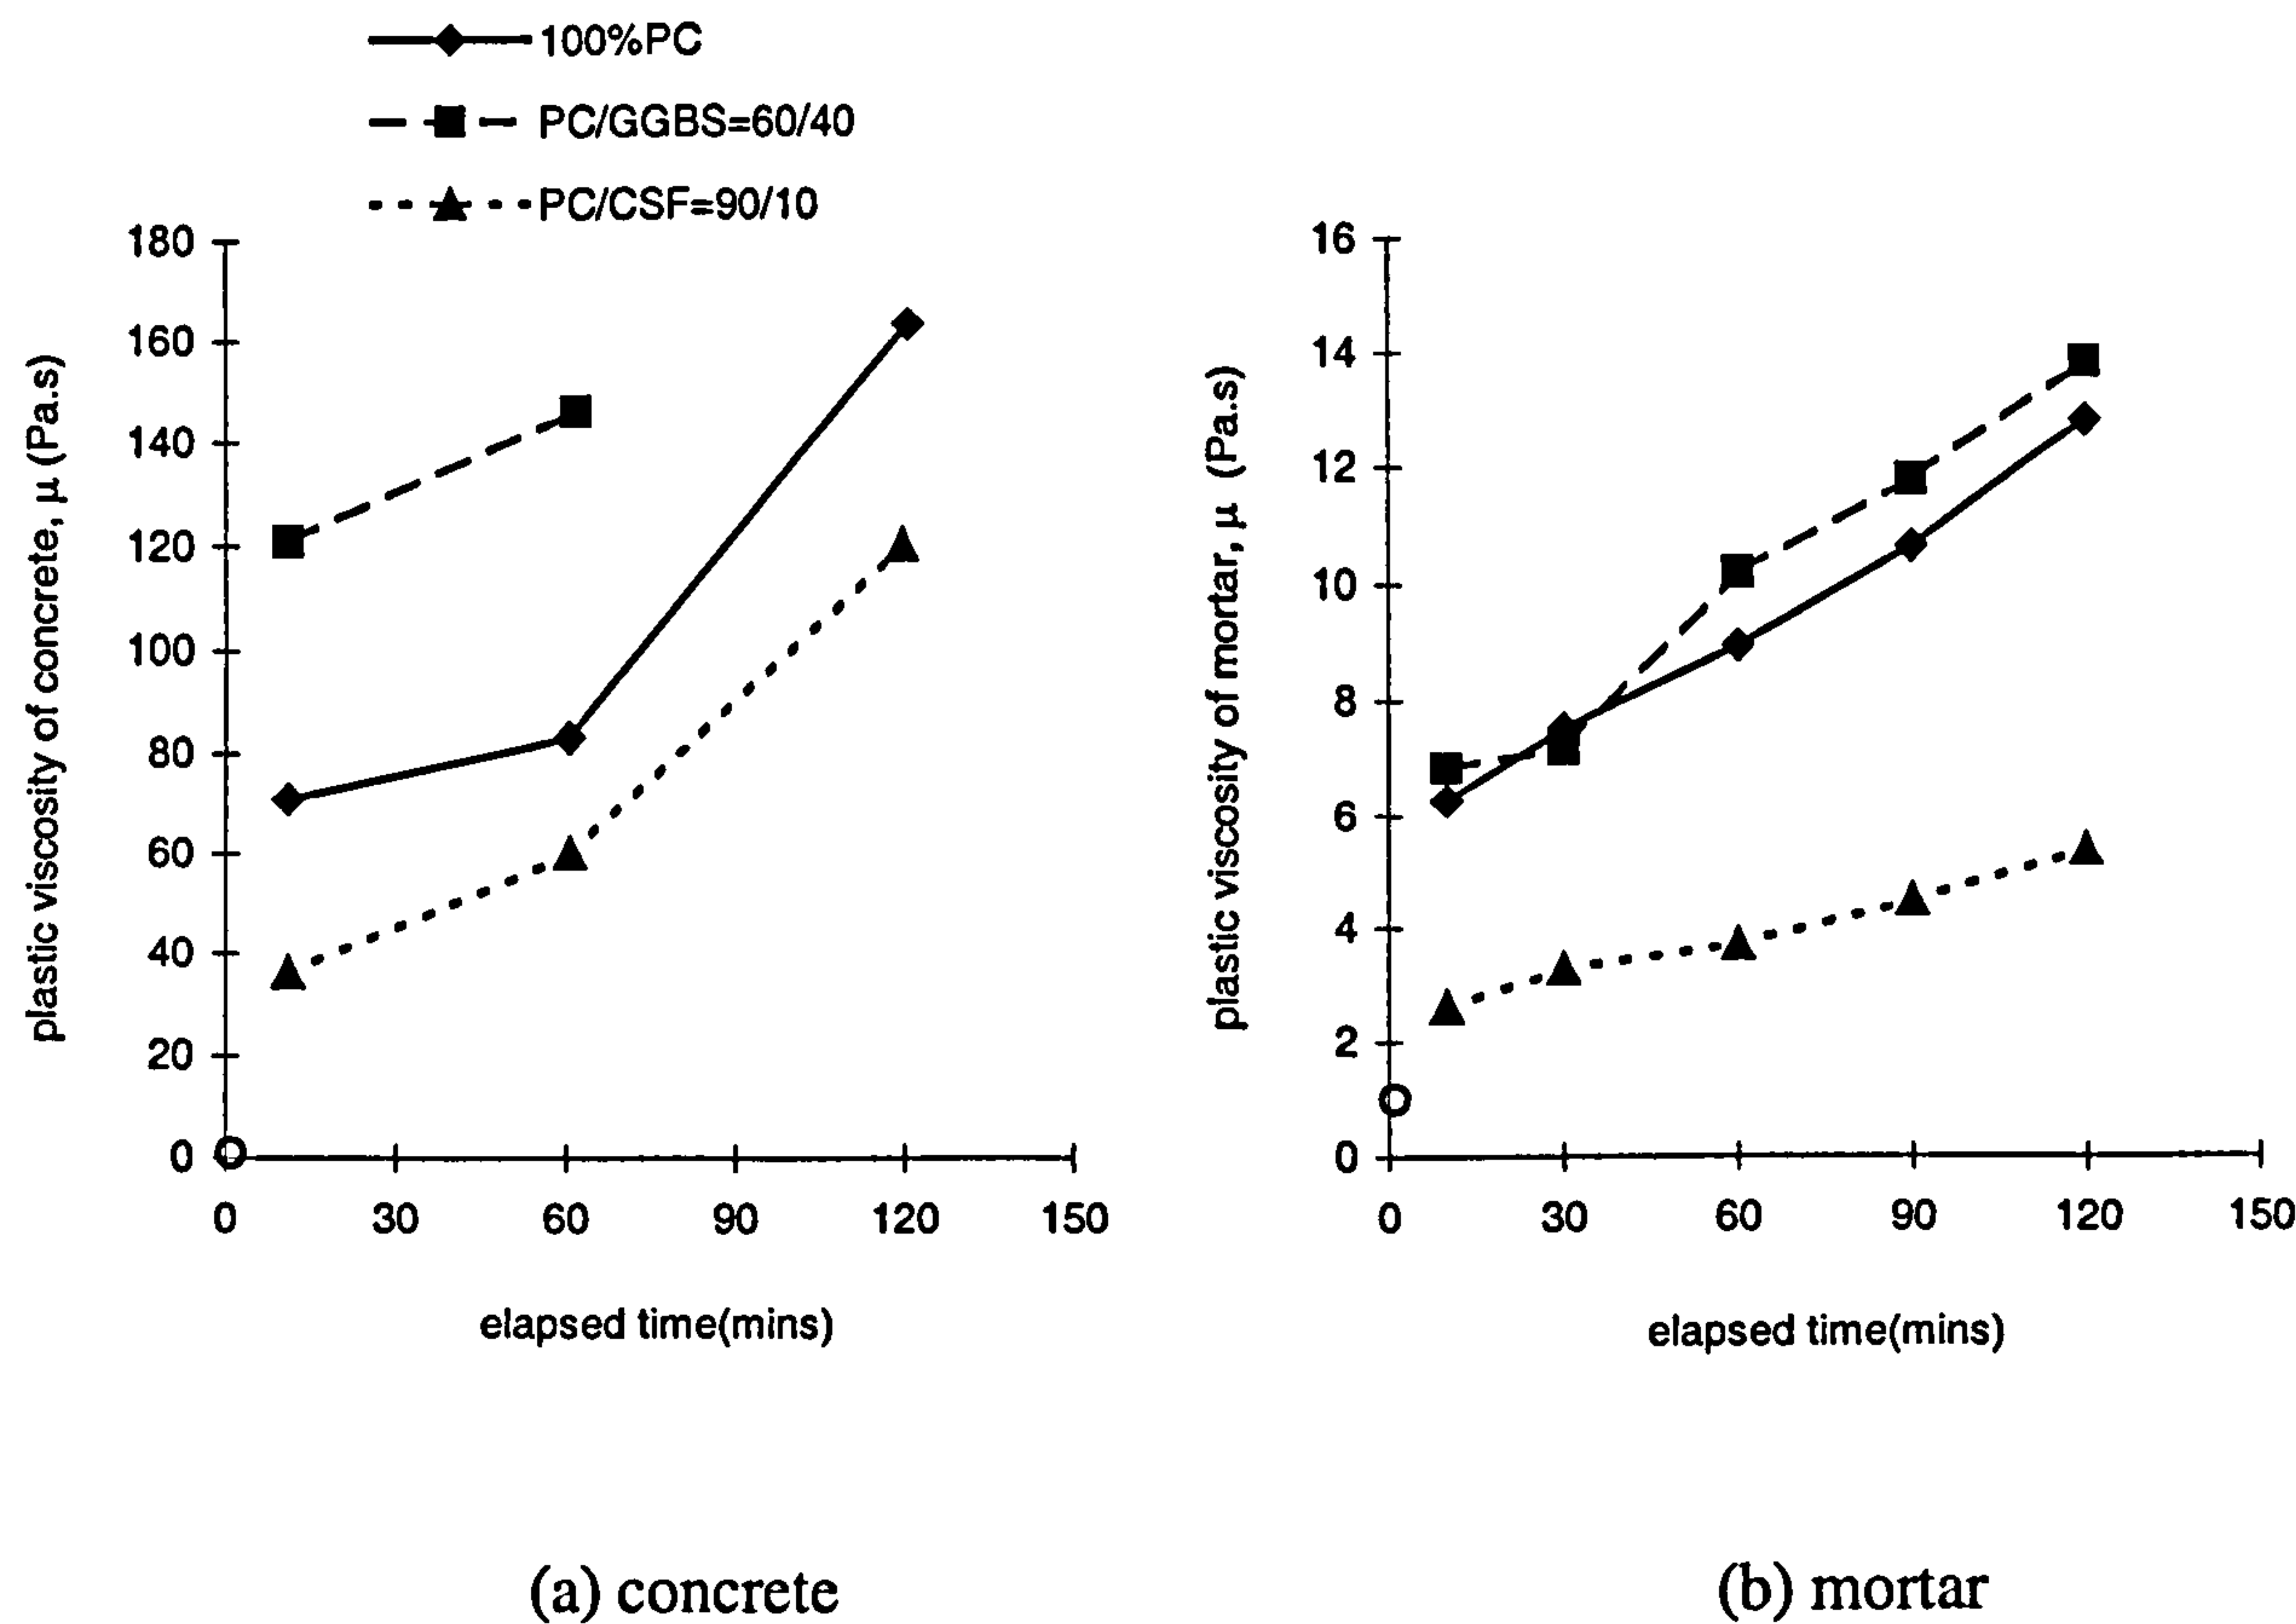 100%PC
PC/GGBS=60/40
PC/CSF=90/10
plastic viscosity of concrete, μ (Pa.s)
180
160
140
120
100
80
60
40
20
0
0 30 60 90 120 150
elapsed time(mins)
(a) concrete
plastic viscosity of mortar, μ (Pa.s)
16
14
12
10
8
6
4
2
0
0 30 60 90 120 150
elapsed time(mins)
(b) mortar